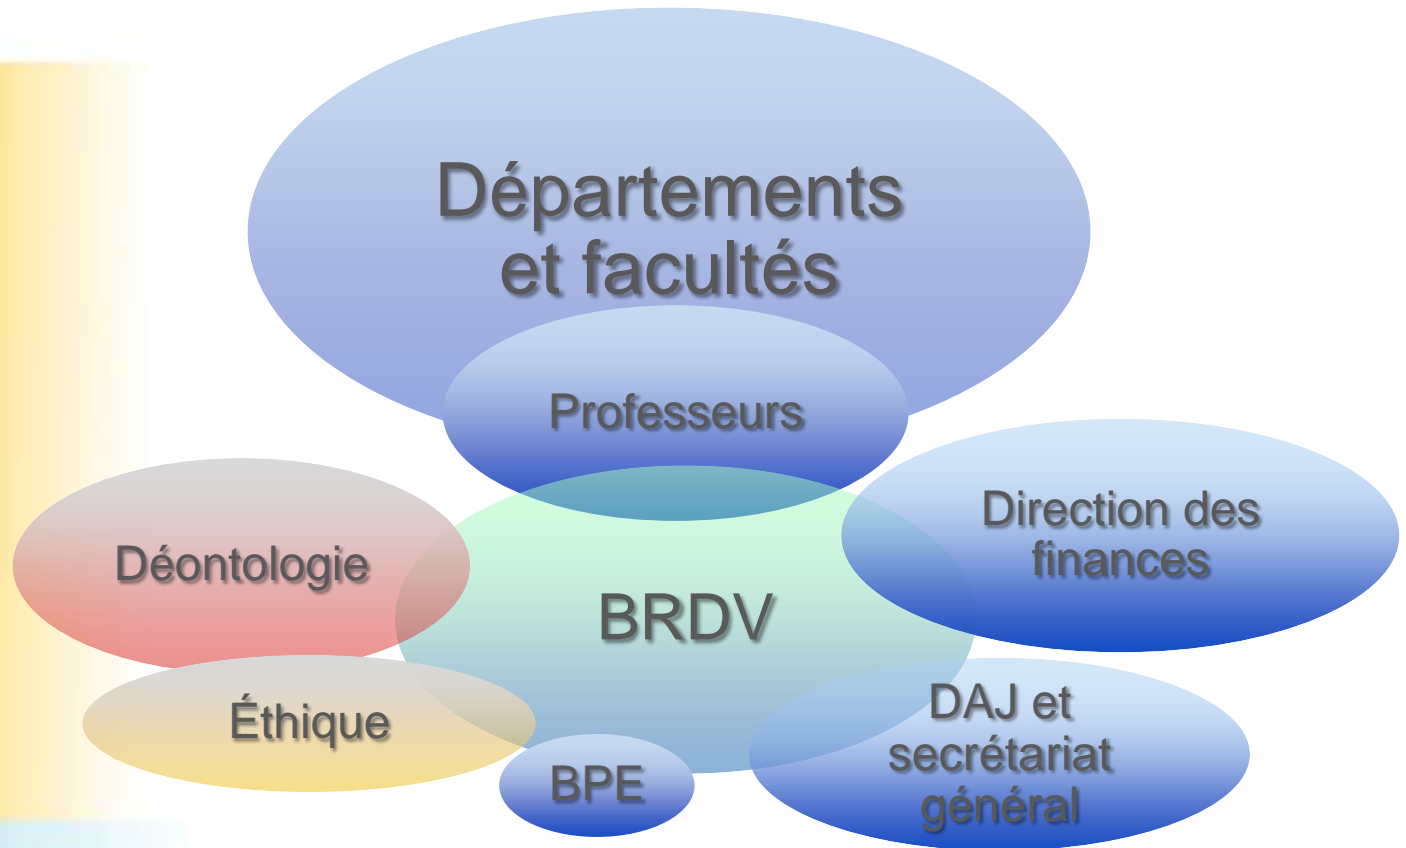 Départements
et facultés
Professeurs
Direction des
finances
Déontologie
BRDV
Éthique
DAJ et
secrétariat
général
BPE